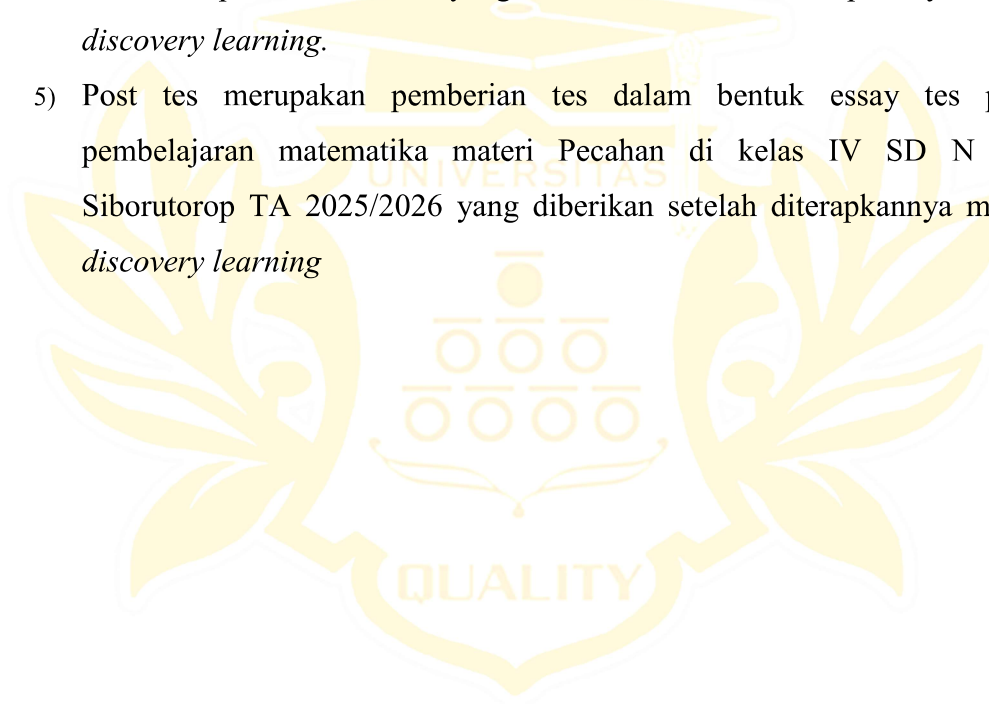 discovery learning.
5) Post tes merupakan pemberian tes dalam bentuk essay tes
pembelajaran matematika materi Pecahan di kelas IV SD N
UNIVERSITAS
Siborutorop TA 2025/2026 yang diberikan setelah diterapkannya
discovery learning
QUALITY